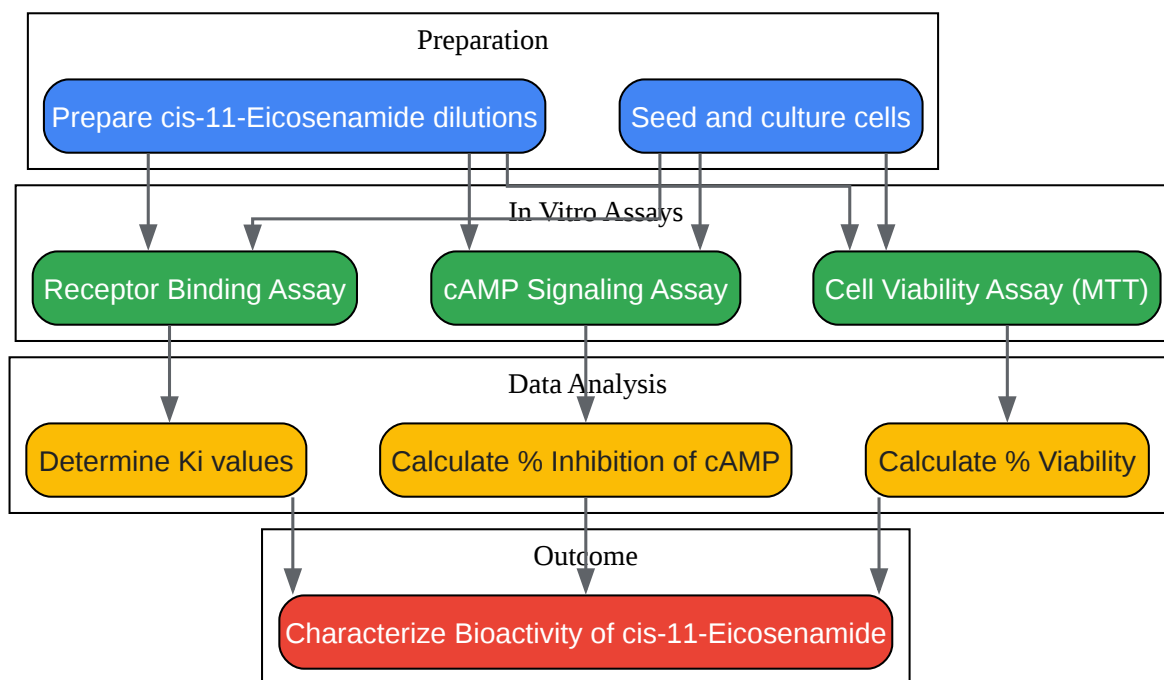 Preparation
Prepare cis-11-Eicosenamide dilutions
Seed and culture cells
In Vitro Assays
Receptor Binding Assay
cAMP Signaling Assay
Cell Viability Assay (MTT)
Data Analysis
Determine Ki values
Calculate % Inhibition of cAMP
Calculate % Viability
Outcome
Characterize Bioactivity of cis-11-Eicosenamide